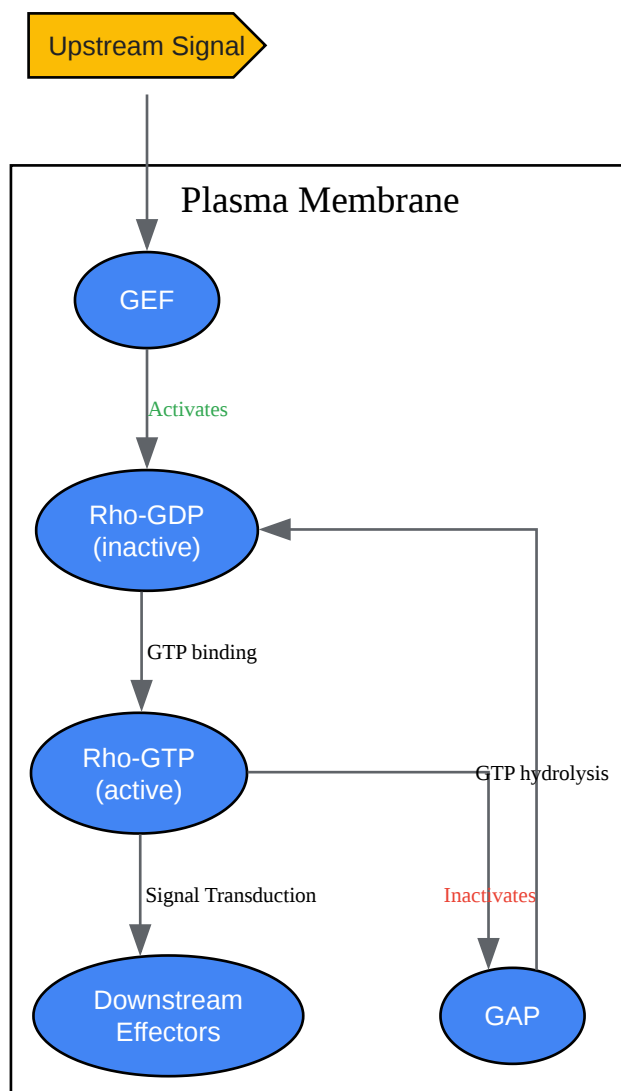 Upstream Signal
Plasma Membrane
GEF
Activates
Rho-GDP
(inactive)
GTP binding
Rho-GTP
(active)
GTP hydrolysis
Signal Transduction
Inactivates
Downstream
Effectors
GAP